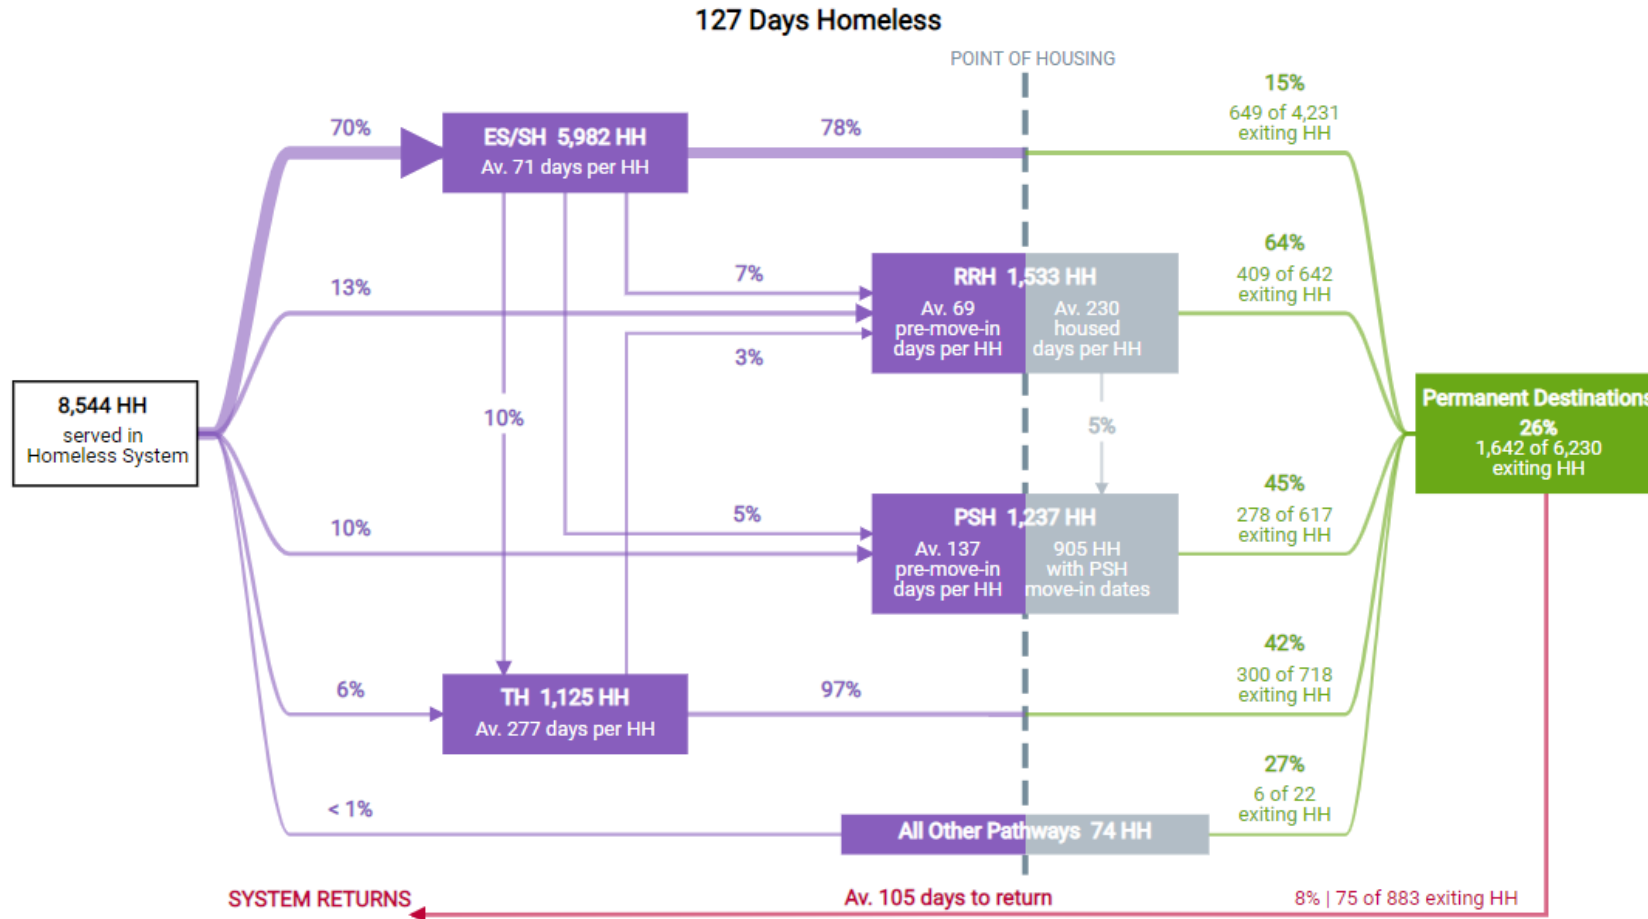 127 Days Homeless
POINT OF HOUSING
70%
ES/SH 5,982 HH
Av. 71 days per HH
78%
15%
649 of 4,231
exiting HH
13%
7%
3%
RRH 1,533 HH
Av. 69
pre-move-in
days per HH
Av. 230
housed
days per HH
64%
409 of 642
exiting HH
8,544 HH
served in
Homeless System
10%
5%
Permanent Destinations
26%
1,642 of 6,230
exiting HH
10%
5%
PSH 1,237 HH
Av. 137
pre-move-in
days per HH
905 HH
with PSH
move-in dates
45%
278 of 617
exiting HH
6%
TH 1,125 HH
Av. 277 days per HH
97%
42%
300 of 718
exiting HH
< 1%
All Other Pathways 74 HH
27%
6 of 22
exiting HH
SYSTEM RETURNS
Av. 105 days to return
8% | 75 of 883 exiting HH